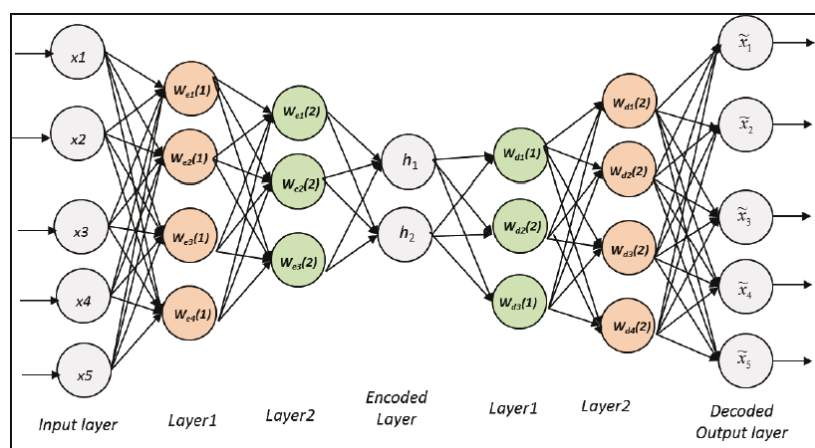 x1
x2
x3
x4
x5
Input layer
We1(1)
We2(1)
We3(1)
We4(1)
Layer1
We1(2)
We2(2)
We3(2)
Layer2
h1
h2
Encoded
Layer
Wd1(1)
Wd2(2)
Wd3(1)
Layer1
Wd1(2)
Wd2(2)
Wd3(2)
Wd4(2)
Layer2
x̃1
x̃2
x̃3
x̃4
x̃5
Decoded
Output layer